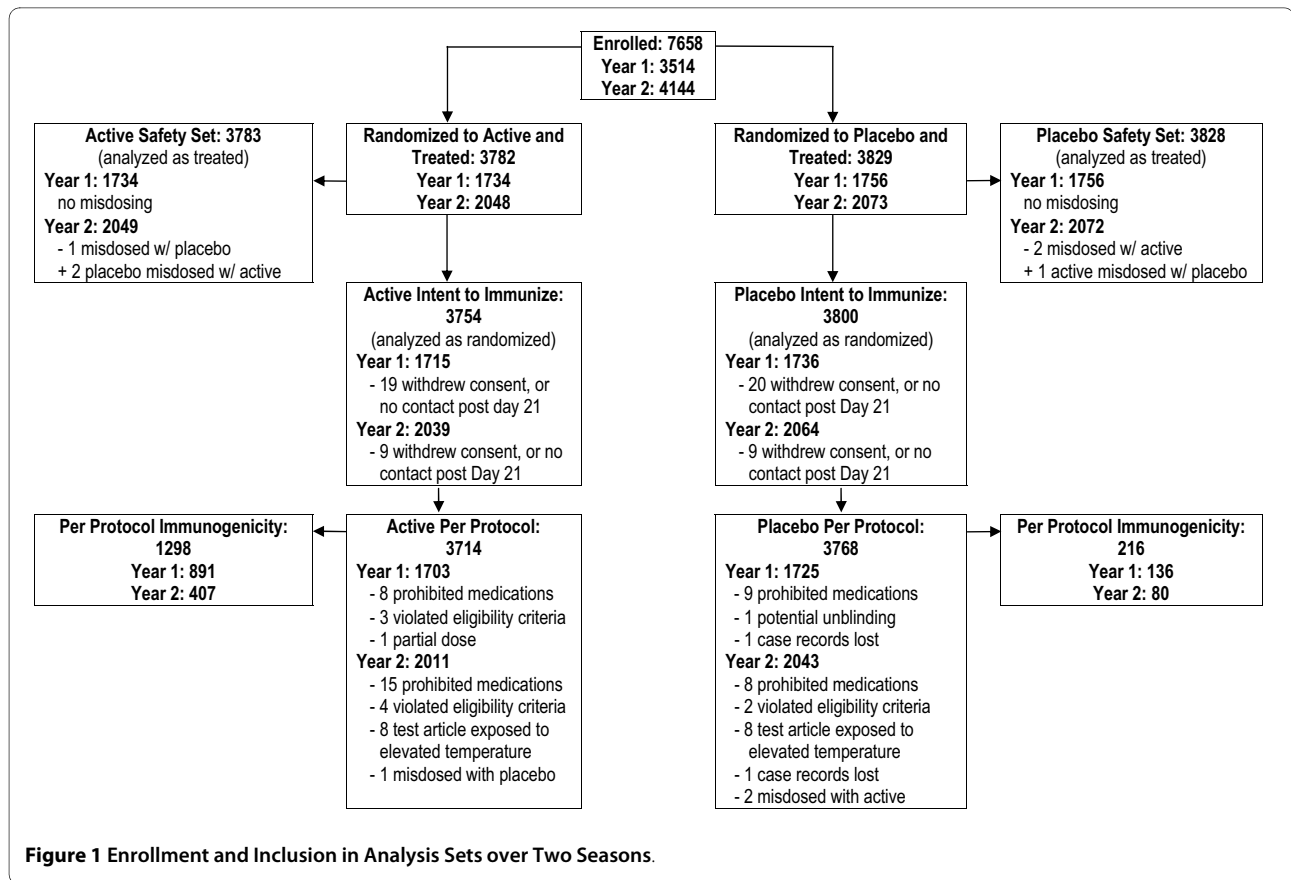 Enrolled: 7658
Year 1: 3514
Year 2: 4144
Active Safety Set: 3783
(analyzed as treated)
Year 1: 1734
no misdosing
Year 2: 2049
- 1 misdosed w/ placebo
+ 2 placebo misdosed w/ active
Randomized to Active and
Treated: 3782
Year 1: 1734
Year 2: 2048
Randomized to Placebo and
Treated: 3829
Year 1: 1756
Year 2: 2073
Placebo Safety Set: 3828
(analyzed as treated)
Year 1: 1756
no misdosing
Year 2: 2072
- 2 misdosed w/ active
+ 1 active misdosed w/ placebo
Active Intent to Immunize:
3754
(analyzed as randomized)
Year 1: 1715
- 19 withdrew consent, or
no contact post day 21
Year 2: 2039
- 9 withdrew consent, or no
contact post Day 21
Placebo Intent to Immunize:
3800
(analyzed as randomized)
Year 1: 1736
- 20 withdrew consent, or no
contact post Day 21
Year 2: 2064
- 9 withdrew consent, or no
contact post Day 21
Per Protocol Immunogenicity:
1298
Year 1: 891
Year 2: 407
Active Per Protocol:
3714
Year 1: 1703
- 8 prohibited medications
- 3 violated eligibility criteria
- 1 partial dose
Year 2: 2011
- 15 prohibited medications
- 4 violated eligibility criteria
- 8 test article exposed to
elevated temperature
- 1 misdosed with placebo
Placebo Per Protocol:
3768
Year 1: 1725
- 9 prohibited medications
- 1 potential unblinding
- 1 case records lost
Year 2: 2043
- 8 prohibited medications
- 2 violated eligibility criteria
- 8 test article exposed to
elevated temperature
- 1 case records lost
- 2 misdosed with active
Per Protocol Immunogenicity:
216
Year 1: 136
Year 2: 80
Figure 1 Enrollment and Inclusion in Analysis Sets over Two Seasons.